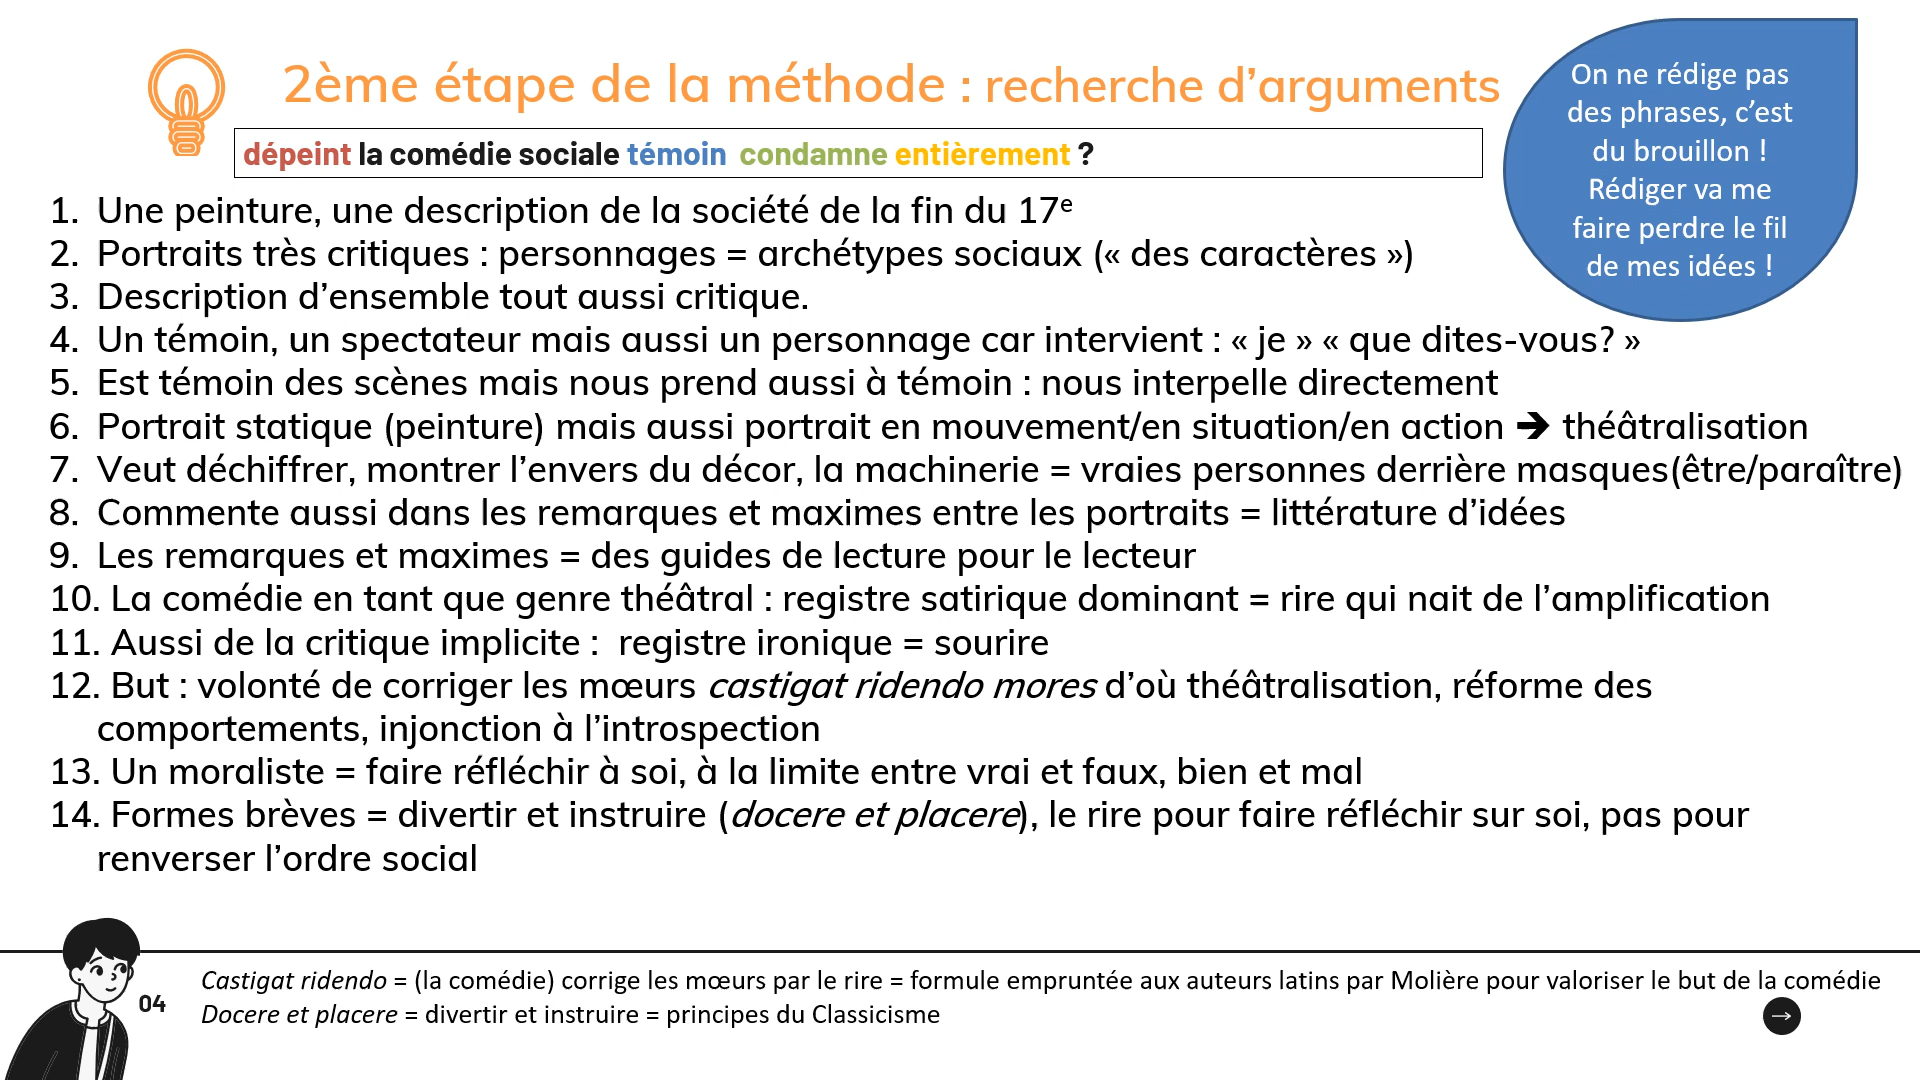 2ème étape de la méthode : recherche d’arguments
dépeint la comédie sociale témoin condamne entièrement ?
On ne rédige pas
des phrases, c’est
du brouillon !
Rédiger va me
faire perdre le fil
de mes idées !
1. Une peinture, une description de la société de la fin du 17e
2. Portraits très critiques : personnages = archétypes sociaux (« des caractères »)
3. Description d’ensemble tout aussi critique.
4. Un témoin, un spectateur mais aussi un personnage car intervient : « je » « que dites-vous? »
5. Est témoin des scènes mais nous prend aussi à témoin : nous interpelle directement
6. Portrait statique (peinture) mais aussi portrait en mouvement/en situation/en action ➔ théâtralisation
7. Veut déchiffrer, montrer l’envers du décor, la machinerie = vraies personnes derrière masques(être/paraître)
8. Commente aussi dans les remarques et maximes entre les portraits = littérature d’idées
9. Les remarques et maximes = des guides de lecture pour le lecteur
10. La comédie en tant que genre théâtral : registre satirique dominant = rire qui nait de l’amplification
11. Aussi de la critique implicite : registre ironique = sourire
12. But : volonté de corriger les mœurs castigat ridendo mores d’où théâtralisation, réforme des
comportements, injonction à l’introspection
13. Un moraliste = faire réfléchir à soi, à la limite entre vrai et faux, bien et mal
14. Formes brèves = divertir et instruire (docere et placere), le rire pour faire réfléchir sur soi, pas pour
renverser l’ordre social
Castigat ridendo = (la comédie) corrige les mœurs par le rire = formule empruntée aux auteurs latins par Molière pour valoriser le but de la comédie
04
Docere et placere = divertir et instruire = principes du Classicisme